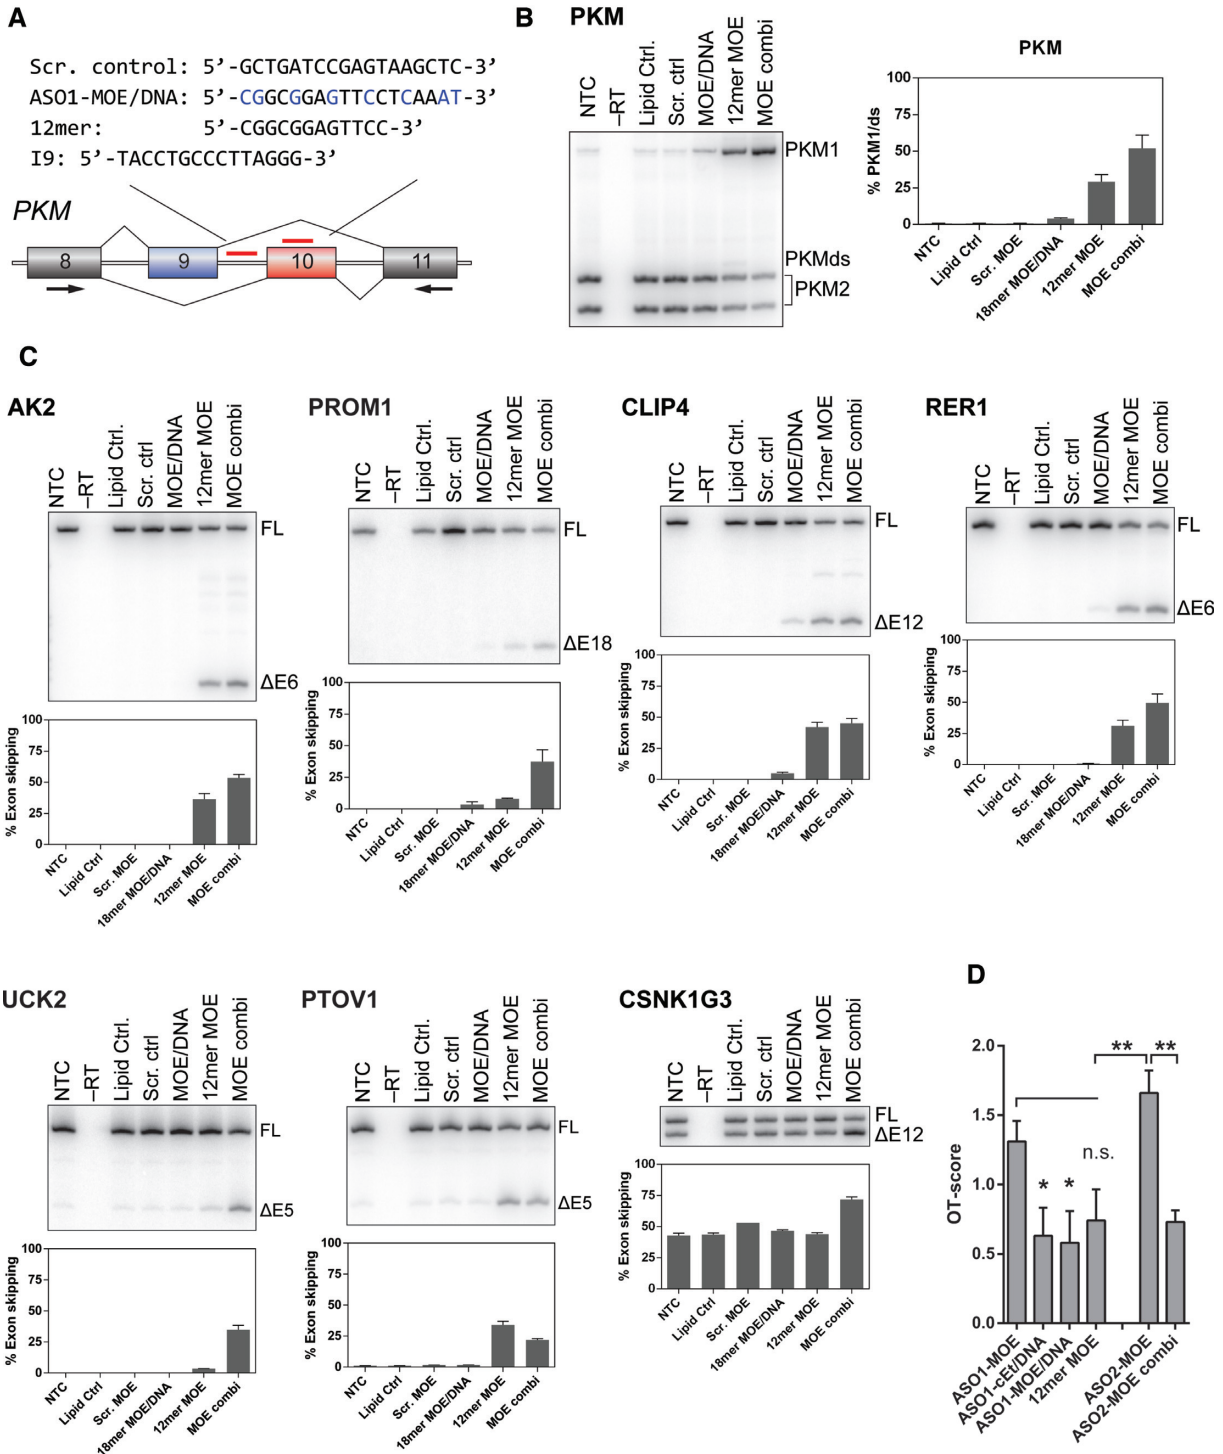 A
Scr. control: 5’-GCTGATCCGAGTAAGCTC-3’
ASO1-MOE/DNA: 5’-CGGCGGAGTTCCTCAAAT-3’
12mer: 5’-CGGCGGAGTTCC-3’
I9: 5’-TACCTGCCCTTAGGG-3’
PKM
8 9 10 11
B
PKM
NTC
–RT
Lipid Ctrl.
Scr. ctrl
MOE/DNA
12mer MOE
MOE combi
PKM1
PKMds
PKM2
PKM
% PKM1/ds
100
75
50
25
0
NTC
Lipid Ctrl
Scr. MOE
18mer MOE/DNA
12mer MOE
MOE combi
C
AK2
NTC
–RT
Lipid Ctrl.
Scr. ctrl
MOE/DNA
12mer MOE
MOE combi
FL
ΔE6
% Exon skipping
100
75
50
25
0
NTC
Lipid Ctrl
Scr. MOE
18mer MOE/DNA
12mer MOE
MOE combi
PROM1
NTC
–RT
Lipid Ctrl.
Scr. ctrl
MOE/DNA
12mer MOE
MOE combi
FL
ΔE18
% Exon skipping
100
75
50
25
0
NTC
Lipid Ctrl
Scr. MOE
18mer MOE/DNA
12mer MOE
MOE combi
CLIP4
NTC
–RT
Lipid Ctrl.
Scr. ctrl
MOE/DNA
12mer MOE
MOE combi
FL
ΔE12
% Exon skipping
100
75
50
25
0
NTC
Lipid Ctrl
Scr. MOE
18mer MOE/DNA
12mer MOE
MOE combi
RER1
NTC
–RT
Lipid Ctrl.
Scr. ctrl
MOE/DNA
12mer MOE
MOE combi
FL
ΔE6
% Exon skipping
100
75
50
25
0
NTC
Lipid Ctrl
Scr. MOE
18mer MOE/DNA
12mer MOE
MOE combi
UCK2
NTC
–RT
Lipid Ctrl.
Scr. ctrl
MOE/DNA
12mer MOE
MOE combi
FL
ΔE5
% Exon skipping
100
75
50
25
0
NTC
Lipid Ctrl
Scr. MOE
18mer MOE/DNA
12mer MOE
MOE combi
PTOV1
NTC
–RT
Lipid Ctrl.
Scr. ctrl
MOE/DNA
12mer MOE
MOE combi
FL
ΔE5
% Exon skipping
100
75
50
25
0
NTC
Lipid Ctrl
Scr. MOE
18mer MOE/DNA
12mer MOE
MOE combi
CSNK1G3
NTC
–RT
Lipid Ctrl.
Scr. ctrl
MOE/DNA
12mer MOE
MOE combi
FL
ΔE12
% Exon skipping
100
75
50
25
0
NTC
Lipid Ctrl
Scr. MOE
18mer MOE/DNA
12mer MOE
MOE combi
D
OT-score
2.0
1.5
1.0
0.5
0.0
** **
n.s.
* *
ASO1-MOE
ASO1-cEt/DNA
ASO1-MOE/DNA
12mer MOE
ASO2-MOE
ASO2-MOE combi